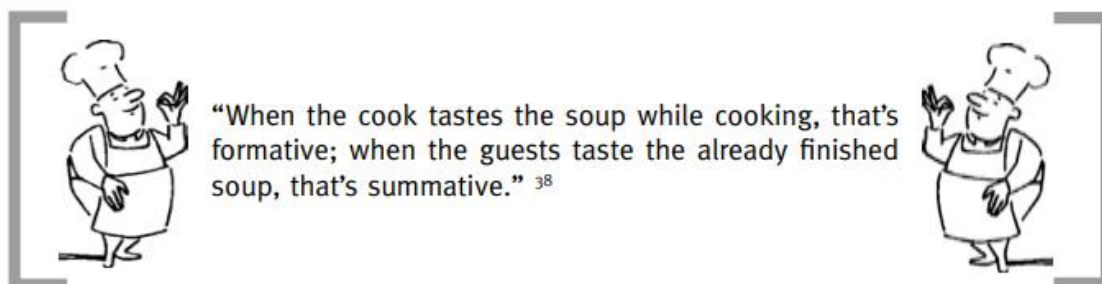 “When the cook tastes the soup while cooking, that’s
formative; when the guests taste the already finished
soup, that’s summative.” 38